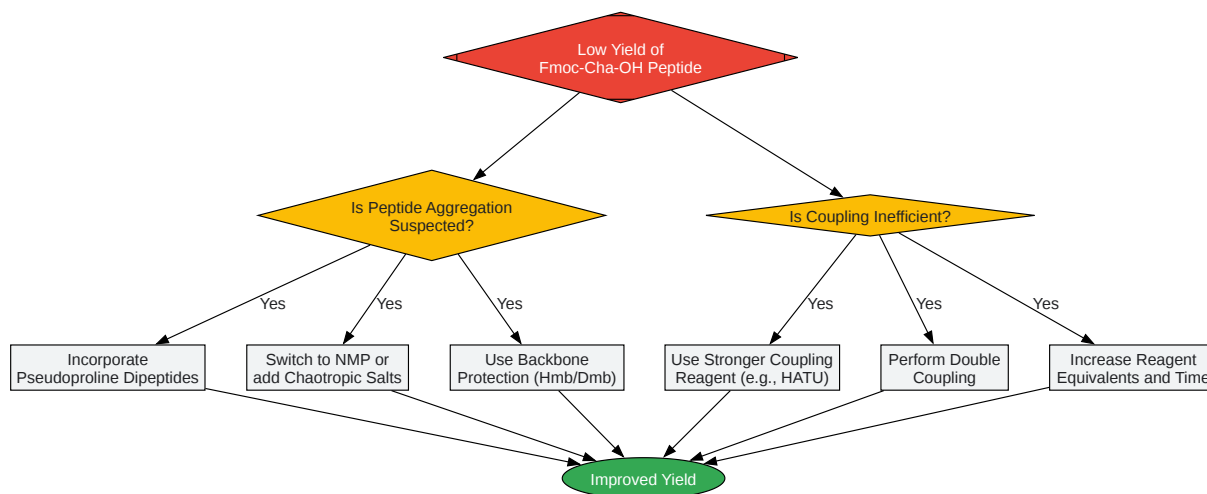 Low Yield of
Fmoc-Cha-OH Peptide
Is Peptide Aggregation
Suspected?
Is Coupling Inefficient?
Yes
Yes
Yes
Yes
Yes
Yes
Incorporate
Pseudoproline Dipeptides
Switch to NMP or
add Chaotropic Salts
Use Backbone
Protection (Hmb/Dmb)
Use Stronger Coupling
Reagent (e.g., HATU)
Perform Double
Coupling
Increase Reagent
Equivalents and Time
Improved Yield